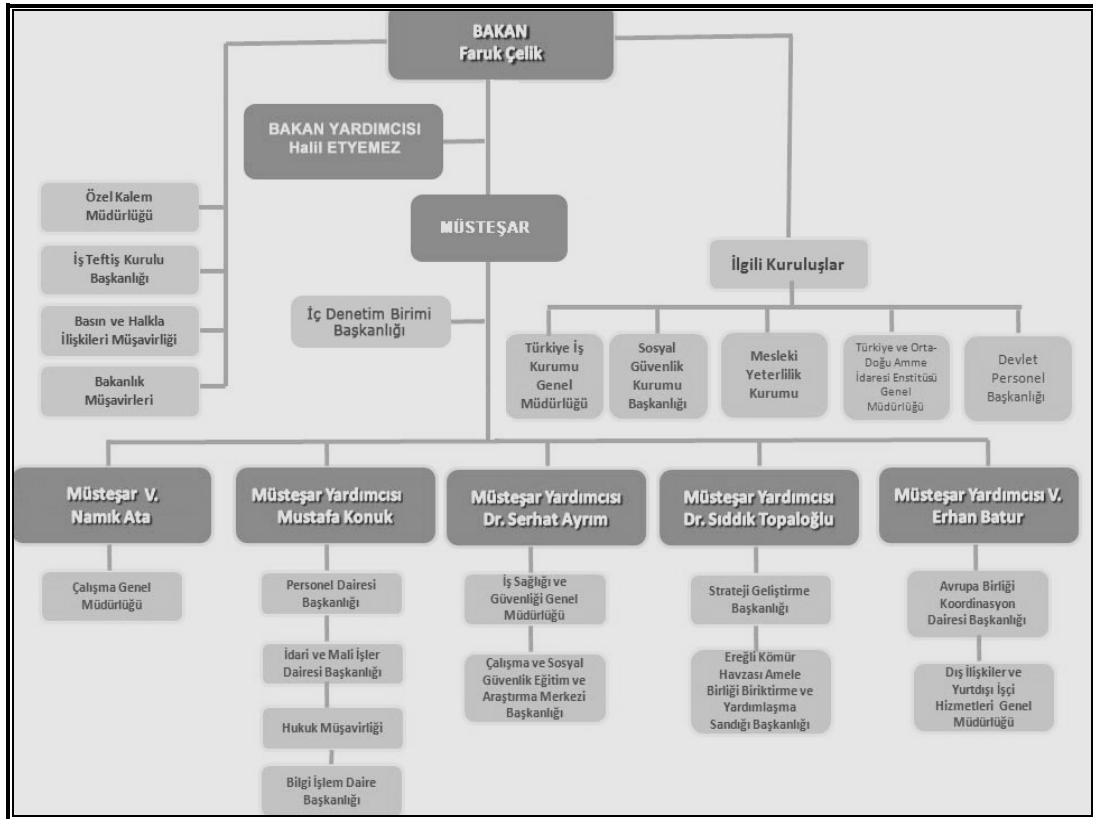 BAKAN
Faruk Çelik
BAKAN YARDIMCISI
Halil ETYEMEZ
MÜSTEŞAR
Özel Kalem
Müdürlüğü
İş Teftiş Kurulu
Başkanlığı
Basın ve Halkla
İlişkileri Müşavirliği
Bakanlık
Müşavirleri
İç Denetim Birimi
Başkanlığı
İlgili Kuruluşlar
Türkiye İş
Kurumu
Genel
Müdürlüğü
Sosyal
Güvenlik
Kurumu
Başkanlığı
Mesleki
Yeterlilik
Kurumu
Türkiye ve Orta-
Doğu Amme
İdaresi Enstitüsü
Genel
Müdürlüğü
Devlet
Personel
Başkanlığı
Müsteşar V.
Namık Ata
Çalışma Genel
Müdürlüğü
Müsteşar Yardımcısı
Mustafa Konuk
Personel Dairesi
Başkanlığı
İdari ve Mali İşler
Dairesi Başkanlığı
Hukuk Müşavirliği
Bilgi İşlem Daire
Başkanlığı
Müsteşar Yardımcısı
Dr. Serhat Ayrım
İş Sağlığı ve
Güvenliği Genel
Müdürlüğü
Çalışma ve Sosyal
Güvenlik Eğitim ve
Araştırma Merkezi
Başkanlığı
Müsteşar Yardımcısı
Dr. Sıddık Topaloğlu
Strateji Geliştirme
Başkanlığı
Ereğli Kömür
Havzası Amele
Birliği Biriktirme ve
Yardımlaşma
Sandığı Başkanlığı
Müsteşar Yardımcısı V.
Erhan Batur
Avrupa Birliği
Koordinasyon
Dairesi Başkanlığı
Dış İlişkiler ve
Yurtdışı İşçi
Hizmetleri Genel
Müdürlüğü